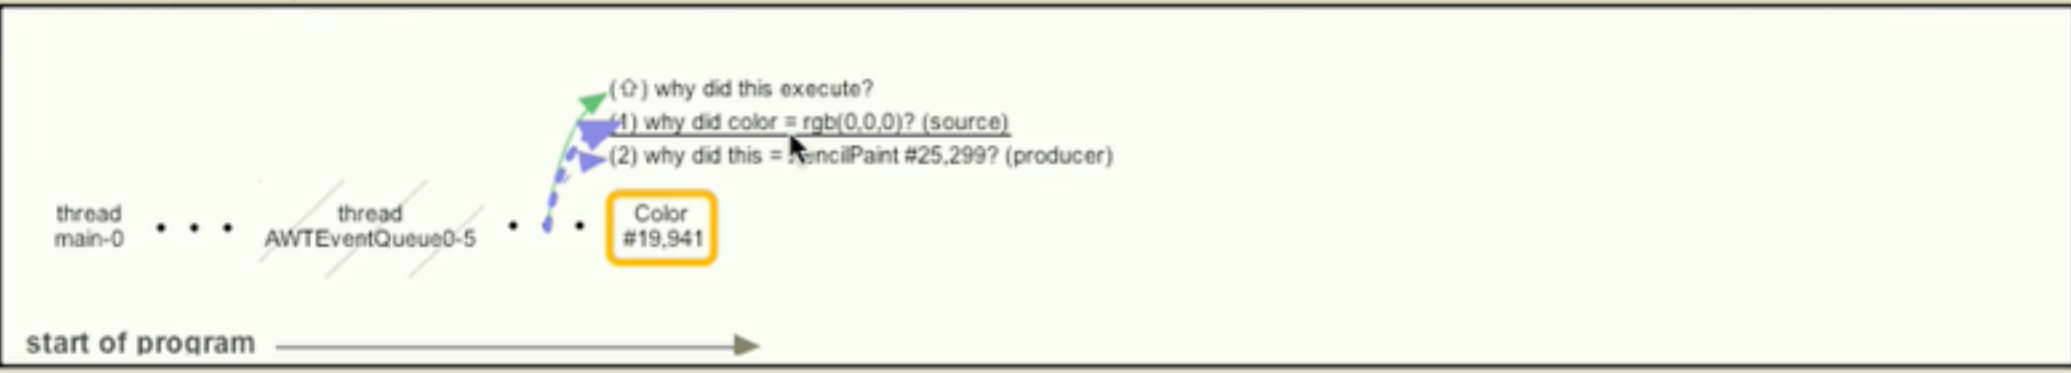 (⇧) why did this execute?
(1) why did color = rgb(0,0,0)? (source)
(2) why did this = PencilPaint #25,299? (producer)
thread
main-0
thread
AWTEventQueue0-5
Color
#19,941
start of program